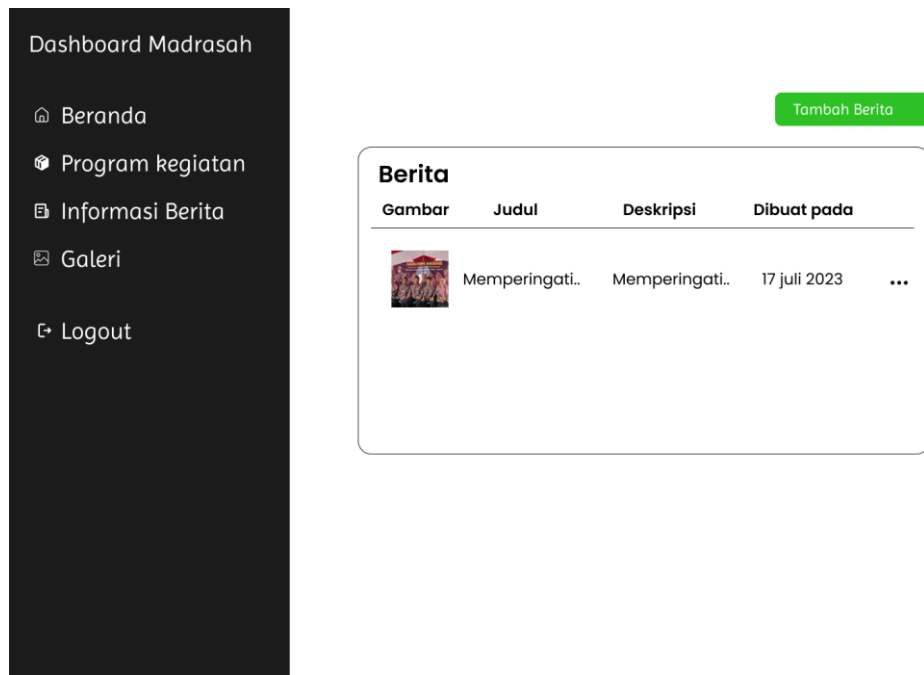 Dashboard Madrasah
Beranda
Program kegiatan
Informasi Berita
Galeri
Logout
Tambah Berita
Berita
Gambar Judul Deskripsi Dibuat pada
Memperingati.. Memperingati.. 17 juli 2023 ...